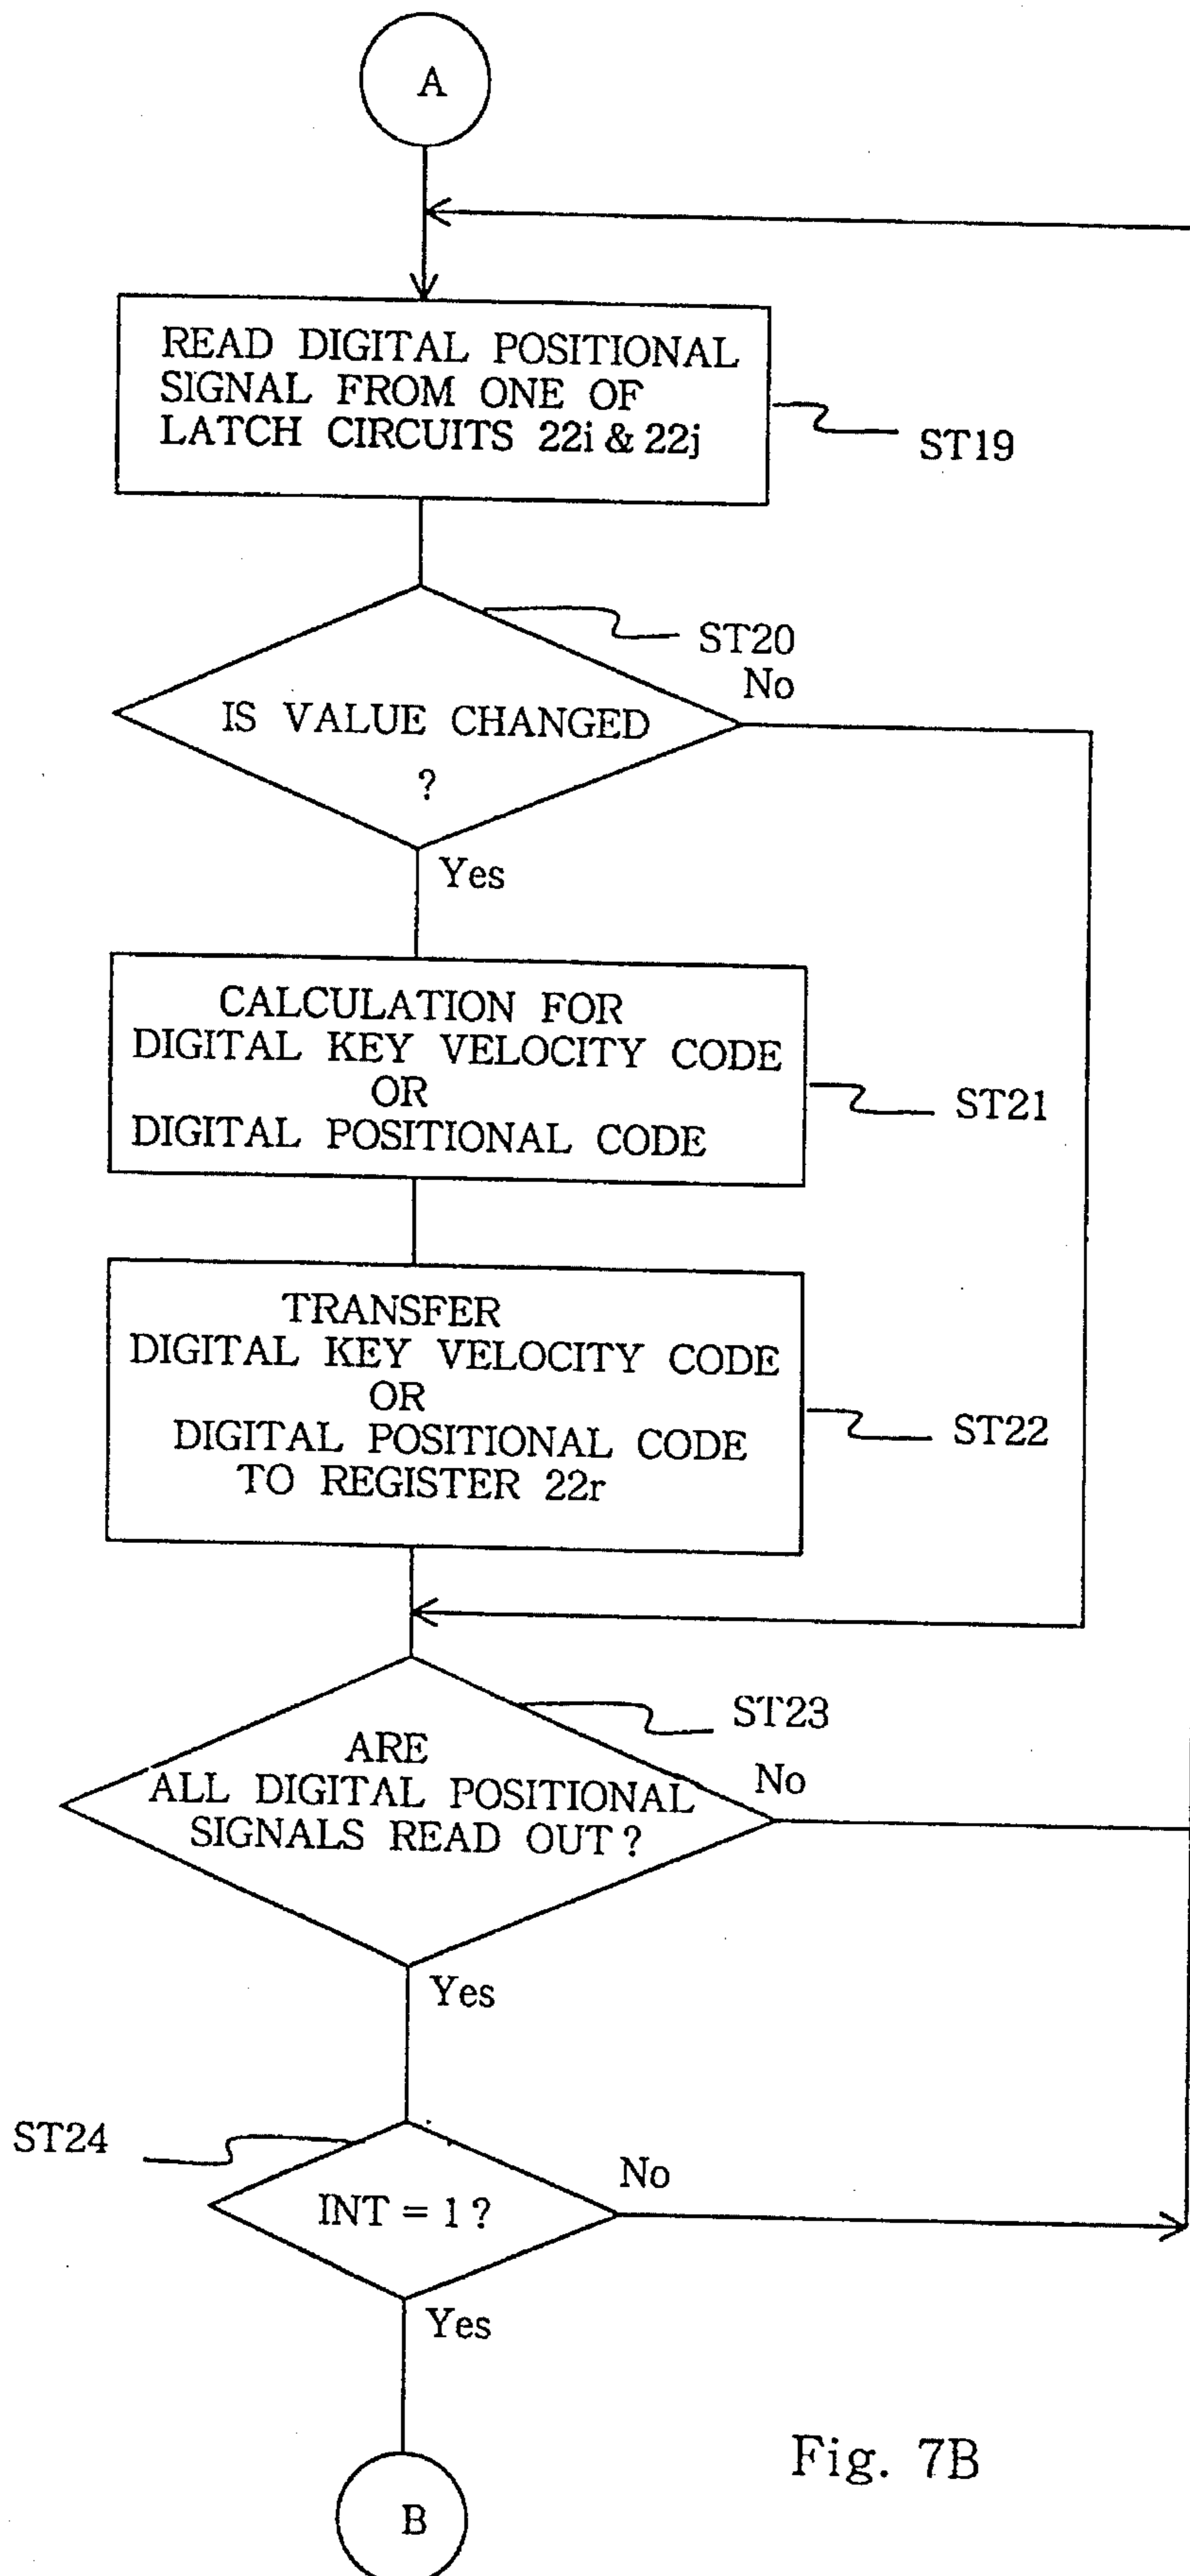 A
READ DIGITAL POSITIONAL
SIGNAL FROM ONE OF
LATCH CIRCUITS 22i & 22j
ST19
ST20
No
IS VALUE CHANGED
?
Yes
CALCULATION FOR
DIGITAL KEY VELOCITY CODE
OR
DIGITAL POSITIONAL CODE
ST21
TRANSFER
DIGITAL KEY VELOCITY CODE
OR
DIGITAL POSITIONAL CODE
TO REGISTER 22r
ST22
ST23
ARE
ALL DIGITAL POSITIONAL
SIGNALS READ OUT ?
No
Yes
ST24
No
INT = 1 ?
Yes
Fig. 7B
B